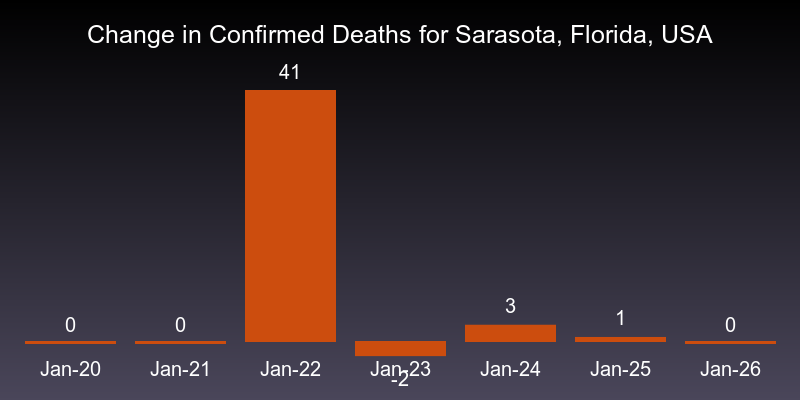 Change in Confirmed Deaths for Sarasota, Florida, USA
41
3
1
0
0
0
Jan-20
Jan-21
Jan-22
Jan-23
Jan-24
Jan-25
Jan-26
-2